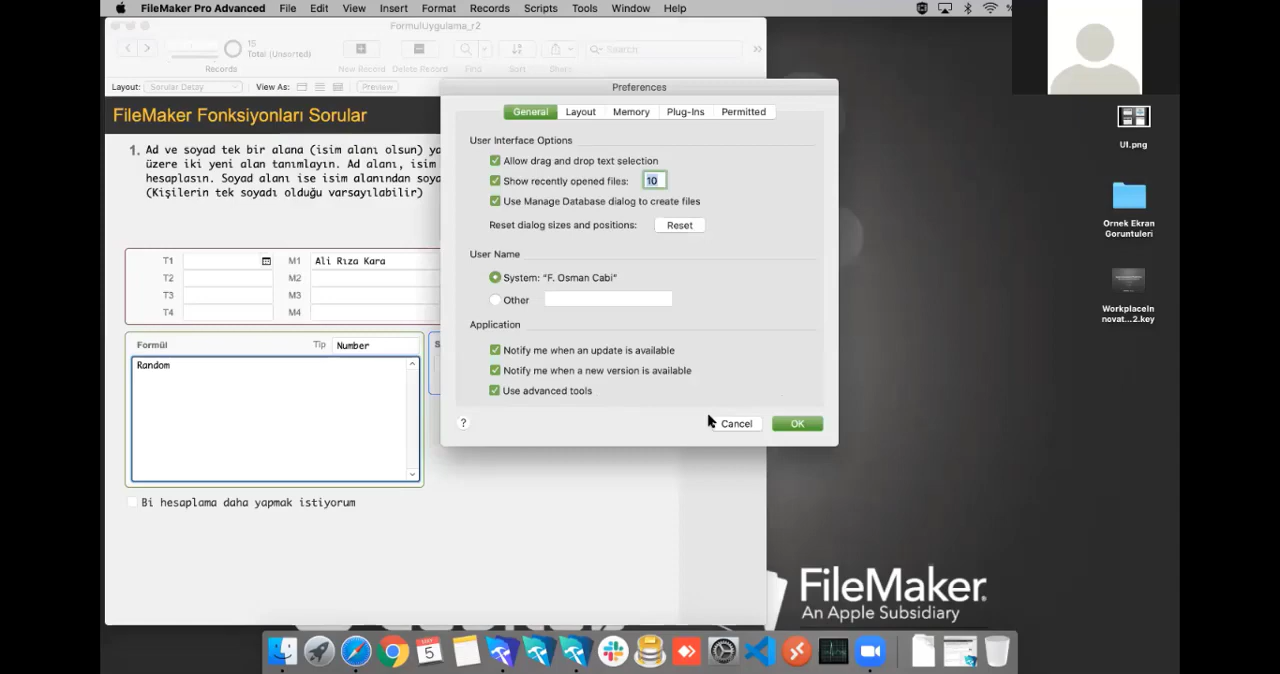 FileMaker Pro Advanced File Edit View Insert Format Records Scripts Tools Window Help
FormulUygulama_r2
15
Total (Unsorted)
Search
Records
New Record Delete Record Find Sort Share
Layout: Sorular Detay View As: Preview
FileMaker Fonksiyonları Sorular
1. Ad ve soyad tek bir alana (isim alanı olsun) ya
üzere iki yeni alan tanımlayın. Ad alanı, isim
hesaplasın. Soyad alanı ise isim alanından soya
(Kişilerin tek soyadı olduğu varsayılabilir)
T1 M1 Ali Rıza Kara
T2 M2
T3 M3
T4 M4
Formül Tip Number
S
Random
Bi hesaplama daha yapmak istiyorum
Preferences
General Layout Memory Plug-Ins Permitted
User Interface Options
Allow drag and drop text selection
Show recently opened files: 10
Use Manage Database dialog to create files
Reset dialog sizes and positions: Reset
User Name
System: "F. Osman Cabi"
Other
Application
Notify me when an update is available
Notify me when a new version is available
Use advanced tools
? Cancel OK
UI.png
Ornek Ekran
Goruntuleri
WorkplaceIn
novat...2.key
FileMaker.
An Apple Subsidiary
5